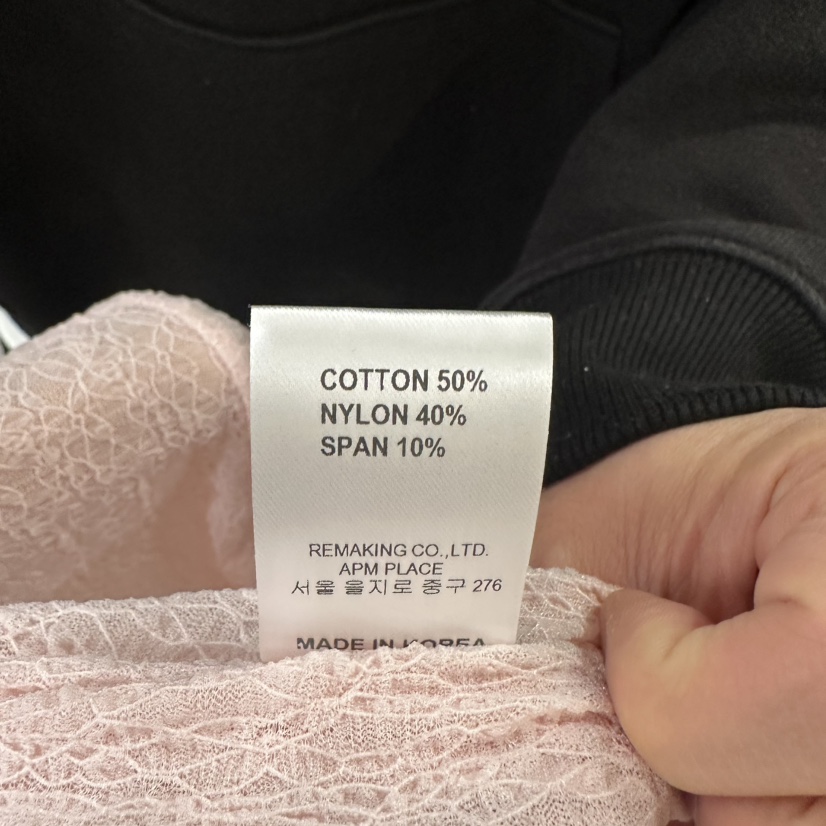 COTTON 50%
NYLON 40%
SPAN 10%
REMAKING CO.,LTD.
APM PLACE
서울 을지로 중구 276
MADE IN KOREA